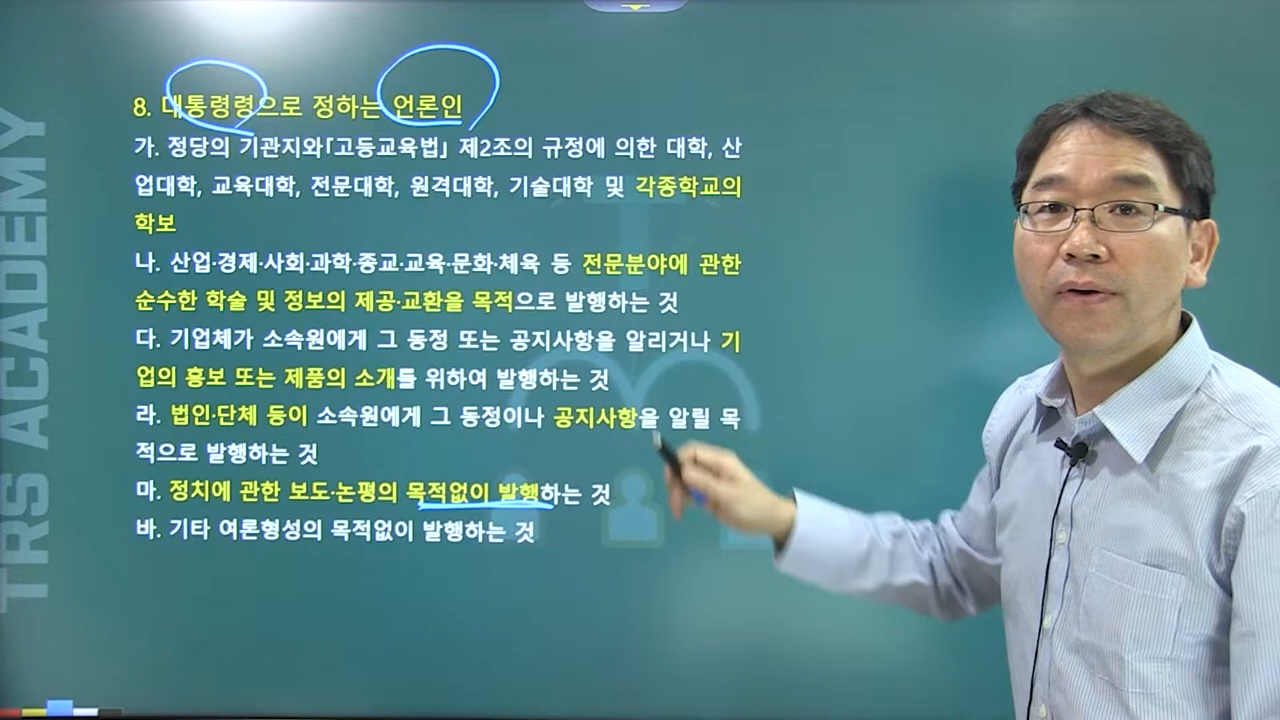 8. 대통령령으로 정하는 언론인
가. 정당의 기관지와「고등교육법」 제2조의 규정에 의한 대학, 산
업대학, 교육대학, 전문대학, 원격대학, 기술대학 및 각종학교의
학보
나. 산업·경제·사회·과학·종교·교육·문화·체육 등 전문분야에 관한
순수한 학술 및 정보의 제공·교환을 목적으로 발행하는 것
다. 기업체가 소속원에게 그 동정 또는 공지사항을 알리거나 기
업의 홍보 또는 제품의 소개를 위하여 발행하는 것
라. 법인·단체 등이 소속원에게 그 동정이나 공지사항을 알릴 목
적으로 발행하는 것
마. 정치에 관한 보도·논평의 목적없이 발행하는 것
바. 기타 여론형성의 목적없이 발행하는 것
TRS ACADEMY